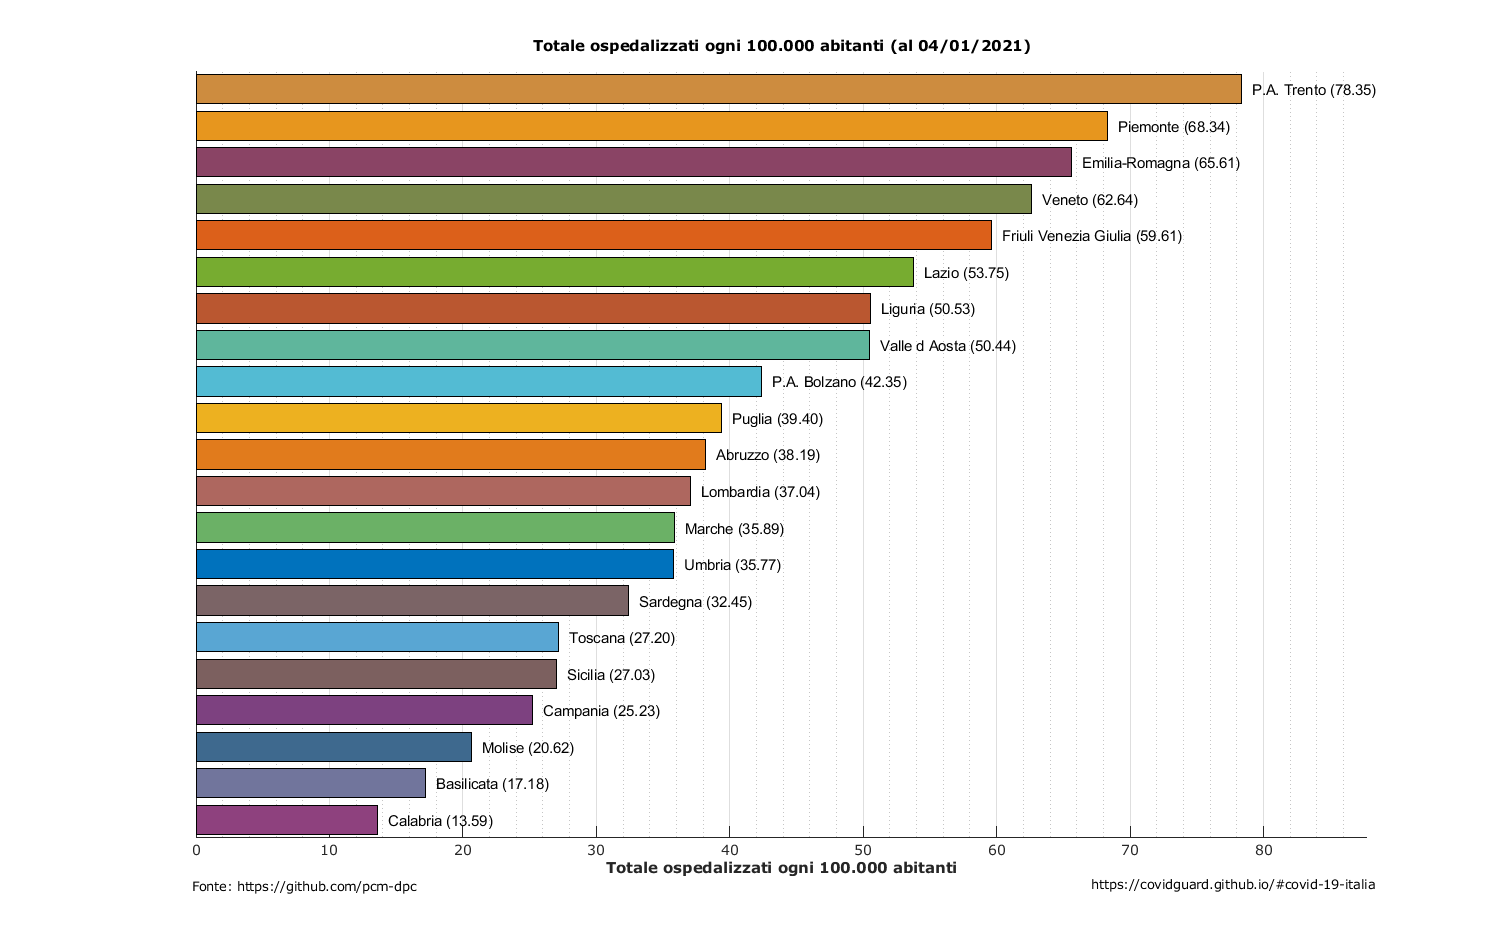 Totale ospedalizzati ogni 100.000 abitanti (al 04/01/2021)
P.A. Trento (78.35)
Piemonte (68.34)
Emilia-Romagna (65.61)
Veneto (62.64)
Friuli Venezia Giulia (59.61)
Lazio (53.75)
Liguria (50.53)
Valle d Aosta (50.44)
P.A. Bolzano (42.35)
Puglia (39.40)
Abruzzo (38.19)
Lombardia (37.04)
Marche (35.89)
Umbria (35.77)
Sardegna (32.45)
Toscana (27.20)
Sicilia (27.03)
Campania (25.23)
Molise (20.62)
Basilicata (17.18)
Calabria (13.59)
0 10 20 30 40 50 60 70 80
Totale ospedalizzati ogni 100.000 abitanti
Fonte: https://github.com/pcm-dpc
https://covidguard.github.io/#covid-19-italia